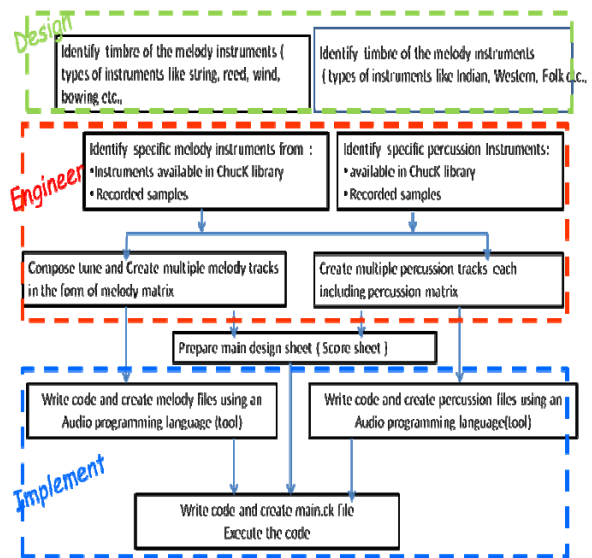 Design
Identify timbre of the melody instruments (
types of instruments like string, reed, wind,
bowing etc.,
Identify timbre of the melody instruments
( types of instruments like Indian, Western, Folk etc.,
Engineer
Identify specific melody instruments from :
•Instruments available in ChucK library
•Recorded samples
Identify specific percussion Instruments:
• available in ChucK library
• Recorded samples
Compose tune and Create multiple melody tracks
in the form of melody matrix
Create multiple percussion tracks each
including percussion matrix
Prepare main design sheet ( Score sheet )
Implement
Write code and create melody files using an
Audio programming language (tool)
Write code and create percussion files using an
Audio programming language(tool)
Write code and create main.ck file
Execute the code